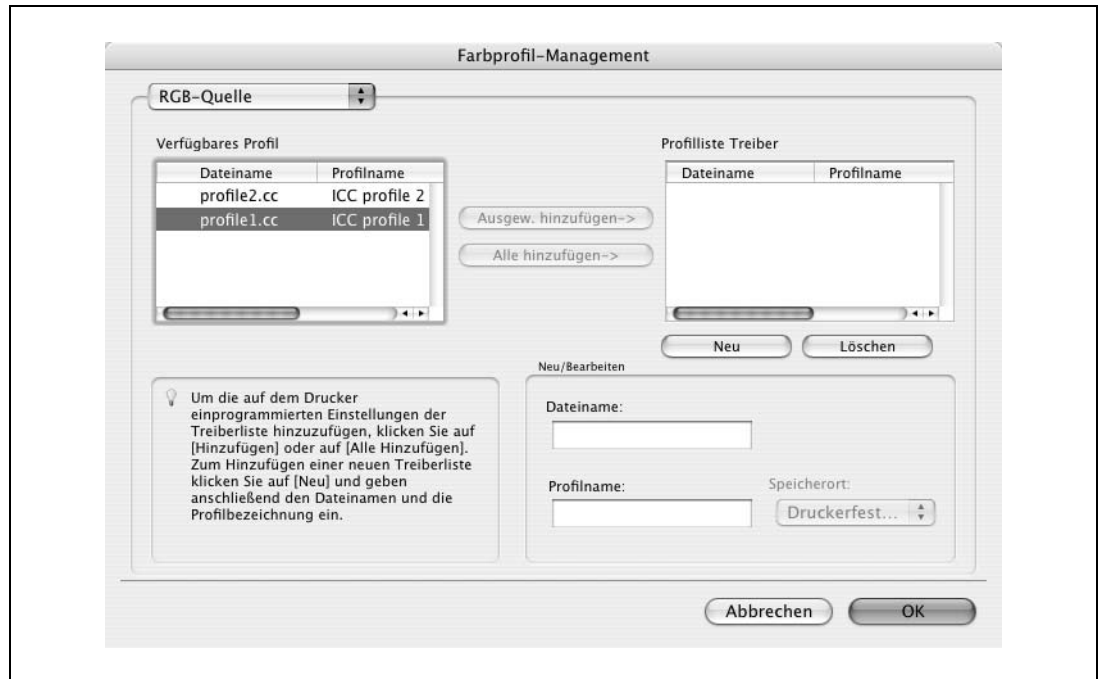 Farbprofil-Management
RGB-Quelle
Verfügbares Profil
Dateiname Profilname
profile2.cc ICC profile 2
profile1.cc ICC profile 1
Ausgew. hinzufügen->
Alle hinzufügen->
Profilliste Treiber
Dateiname Profilname
Neu Löschen
Um die auf dem Drucker
einprogrammierten Einstellungen der
Treiberliste hinzuzufügen, klicken Sie auf
[Hinzufügen] oder auf [Alle Hinzufügen].
Zum Hinzufügen einer neuen Treiberliste
klicken Sie auf [Neu] und geben
anschließend den Dateinamen und die
Profilbezeichnung ein.
Neu/Bearbeiten
Dateiname:
Profilname:
Speicherort:
Druckerfest...
Abbrechen OK